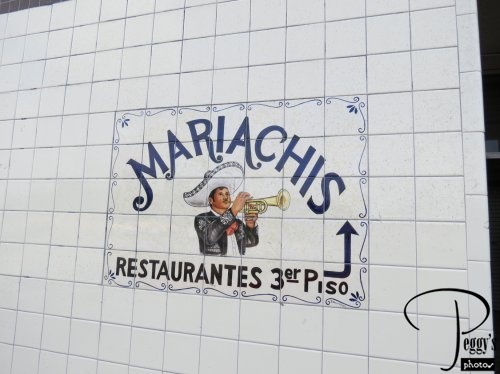 MARIACHIS
RESTAURANTES 3er PISO
Peggy's
photos